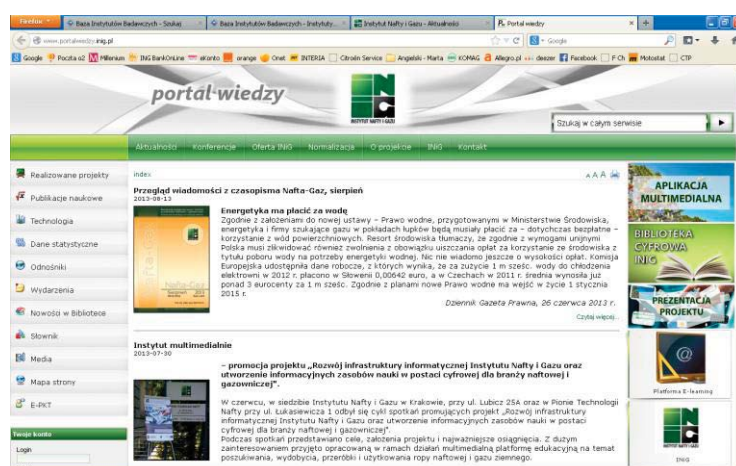 Firefox
Baza Instytutów Badawczych - Szukaj
Baza Instytutów Badawczych - Instytuty...
Instytut Nafty i Gazu - Aktualności
Portal wiedzy
www.portalwiedzy.inig.pl
Google
Google Poczta o2 Millenium ING BankOnLine ekonto orange Onet INTERIA Citroën Service Angielski - Marta KOMAG Allegro.pl deezer Facebook F Ch Motostat CTP
portal wiedzy
INSTYTUT NAFTY I GAZU
Szukaj w całym serwisie
Aktualności Konferencje Oferta INiG Normalizacja O projekcie INiG Kontakt
Realizowane projekty
Publikacje naukowe
Technologia
Dane statystyczne
Odnośniki
Wydarzenia
Nowości w Bibliotece
Słownik
Media
Mapa strony
E-PKT
Twoje konto
Login
index
A A A
Przegląd wiadomości z czasopisma Nafta-Gaz, sierpień
2013-08-13
Nafta-Gaz
Energetyka ma płacić za wodę
Zgodnie z założeniami do nowej ustawy – Prawo wodne, przygotowanymi w Ministerstwie Środowiska,
energetyka i firmy szukające gazu w pokładach łupków będą musiały płacić za – dotychczas bezpłatne –
korzystanie z wód powierzchniowych. Resort środowiska tłumaczy, że zgodnie z wymogami unijnymi
Polska musi zlikwidować również zwolnienia z obowiązku uiszczania opłat za korzystanie ze środowiska z
tytułu poboru wody na potrzeby energetyki wodnej. Nic nie wiadomo jeszcze o wysokości opłat. Komisja
Europejska udostępniła dane robocze, z których wynika, że za zużycie 1 m sześc. wody do chłodzenia
elektrowni w 2012 r. płacono w Słowenii 0,00642 euro, a w Czechach w 2011 r. średnia wynosiła już
ponad 3 eurocenty za 1 m sześc. Zgodnie z planami nowe Prawo wodne ma wejść w życie 1 stycznia
2015 r.
Dziennik Gazeta Prawna, 26 czerwca 2013 r.
Czytaj więcej...
Instytut multimedialnie
2013-07-30
– promocja projektu „Rozwój infrastruktury informatycznej Instytutu Nafty i Gazu oraz
utworzenie informacyjnych zasobów nauki w postaci cyfrowej dla branży naftowej i
gazowniczej".
W czerwcu, w siedzibie Instytutu Nafty i Gazu w Krakowie, przy ul. Lubicz 25A oraz w Pionie Technologii
Nafty przy ul. Łukasiewicza 1 odbył się cykl spotkań promujących projekt „Rozwój infrastruktury
informatycznej Instytutu Nafty i Gazu oraz utworzenie informacyjnych zasobów nauki w postaci
cyfrowej dla branży naftowej i gazowniczej".
Podczas spotkań przedstawiano cele, założenia projektu i najważniejsze osiągnięcia. Z dużym
zainteresowaniem przyjęto opracowaną w ramach działań multimedialną platformę edukacyjną na temat
poszukiwania, wydobycia, przeróbki i użytkowania ropy naftowej i gazu ziemnego.
APLIKACJA
MULTIMEDIALNA
BIBLIOTEKA
CYFROWA
INIG
PREZENTACJA
PROJEKTU
Platforma E-learning
INSTYTUT NAFTY I GAZU
INiG